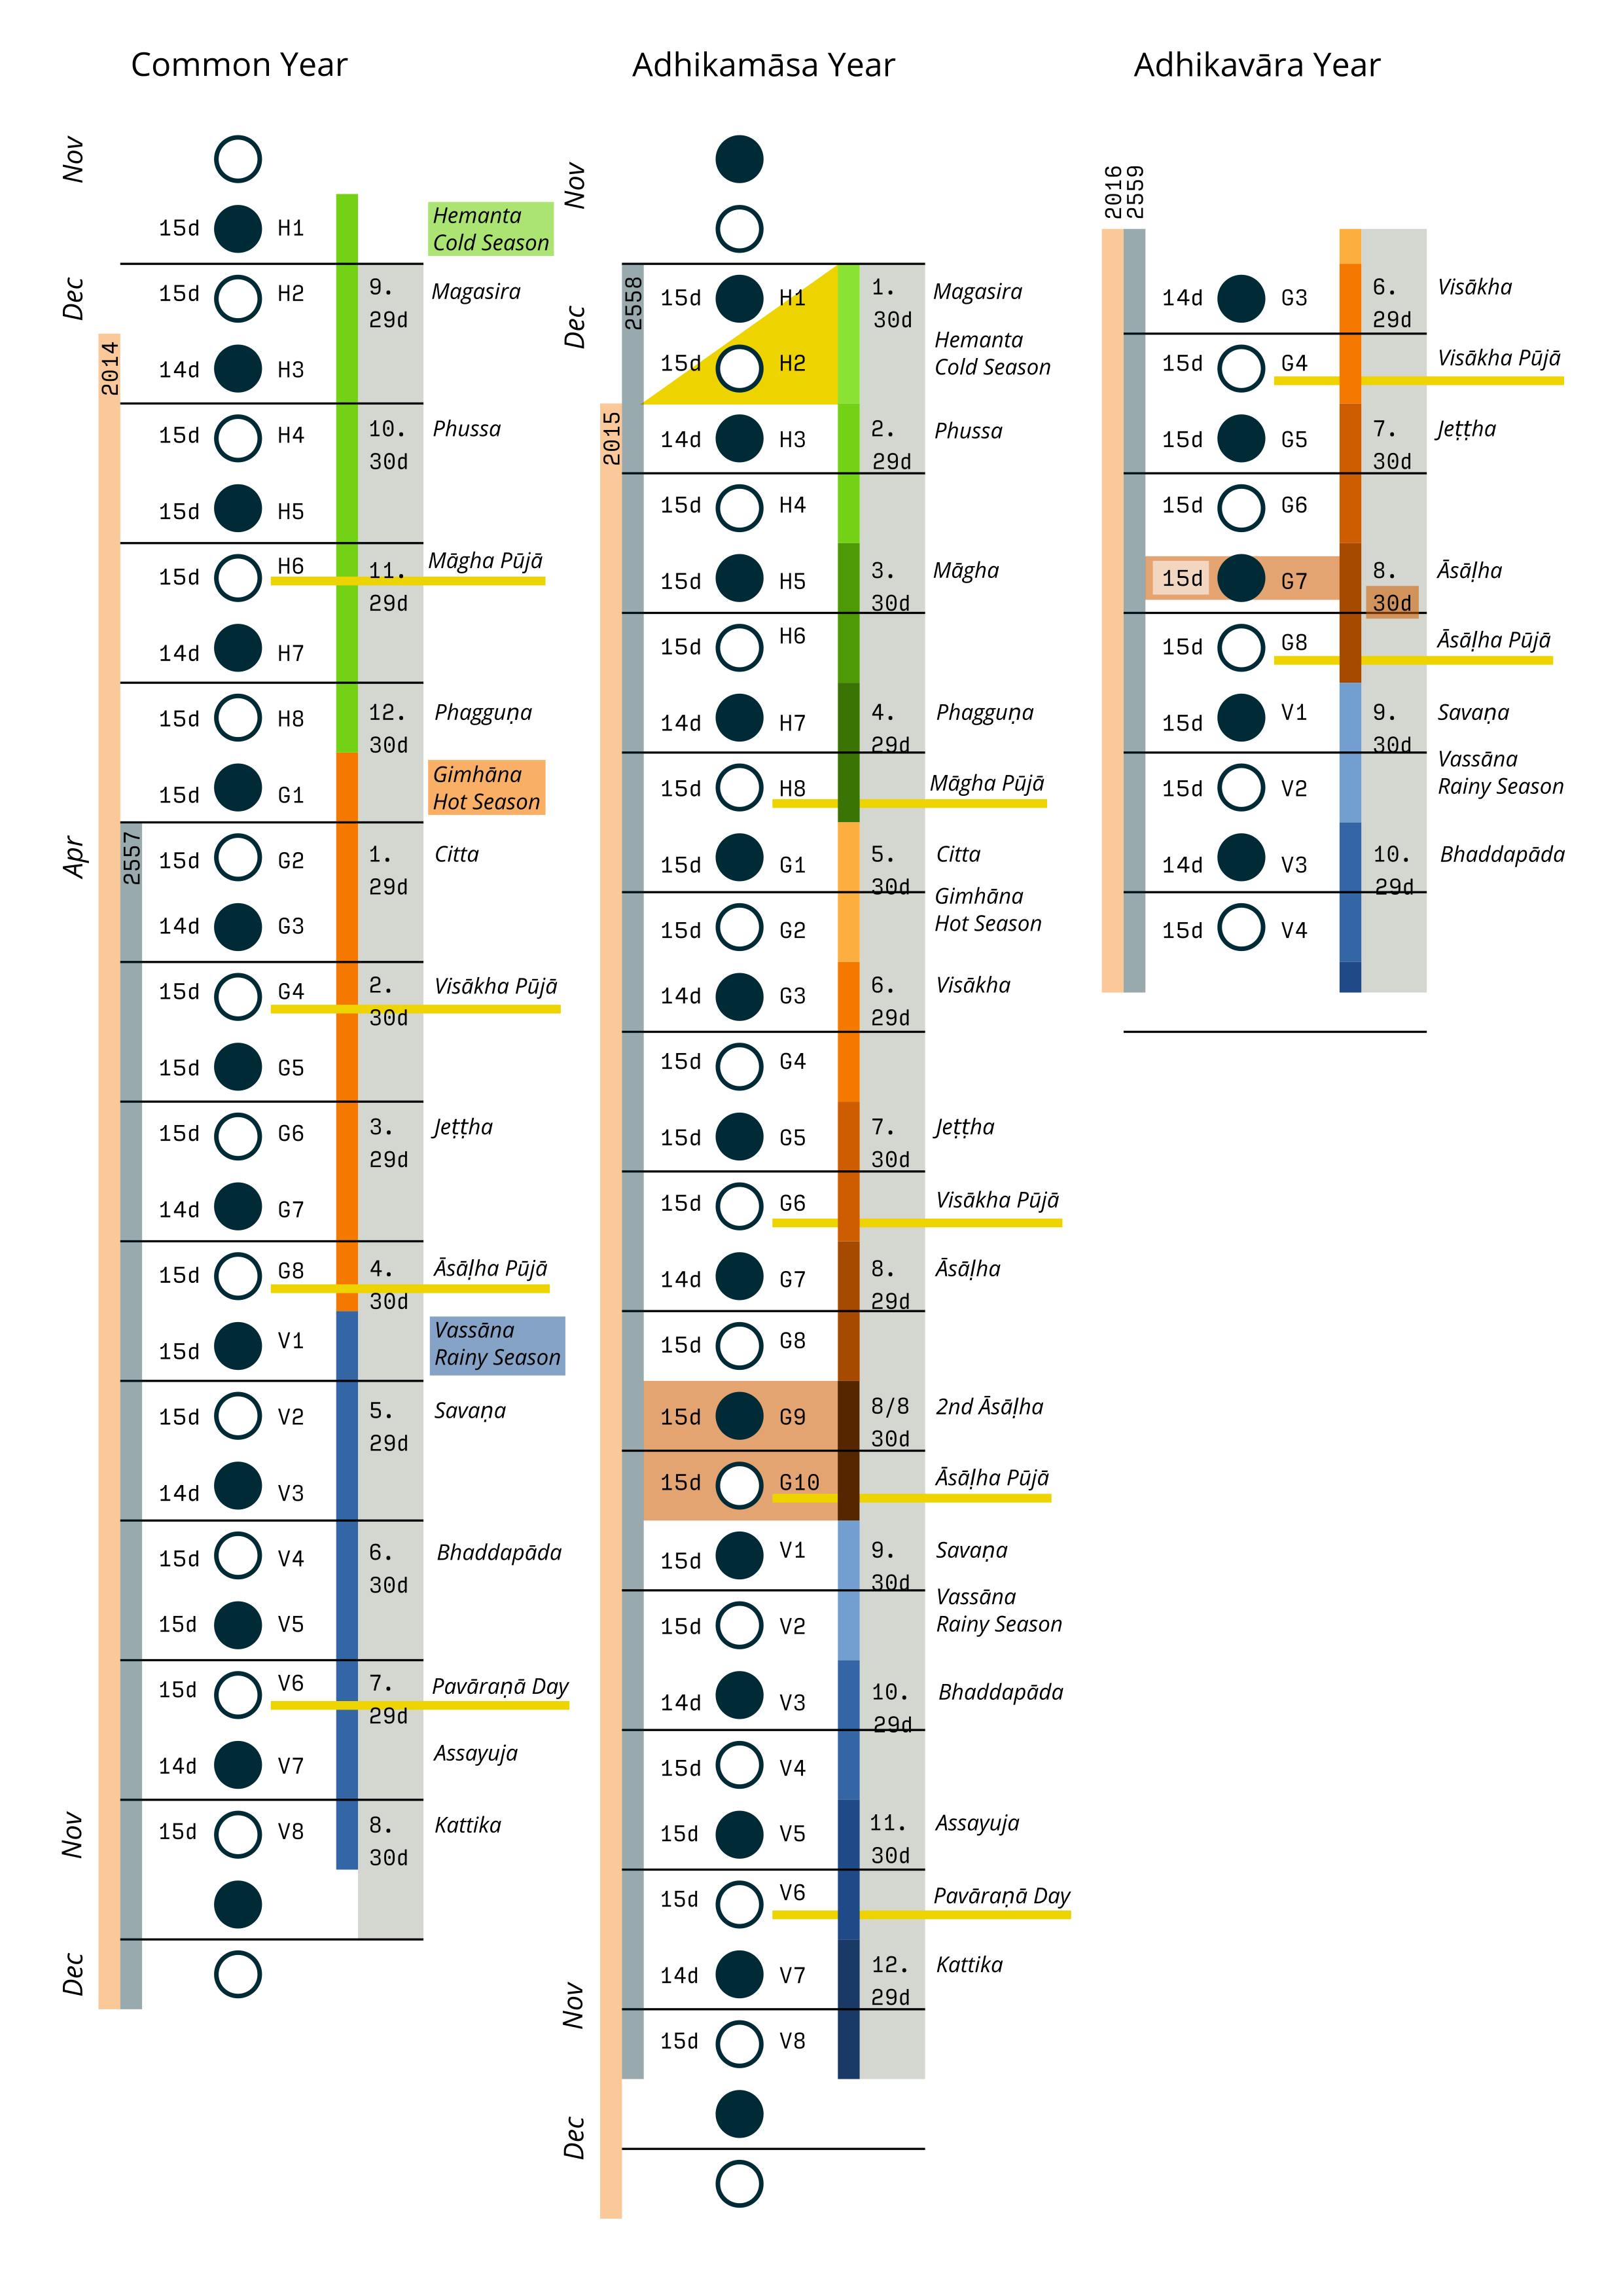 Common Year
Nov
15d H1
Hemanta
Cold Season
Dec
15d H2 9. Magasira
29d
2014
14d H3
15d H4 10. Phussa
30d
15d H5
15d H6 11. Māgha Pūjā
29d
14d H7
15d H8 12. Phagguṇa
30d
15d G1
Gimhāna
Hot Season
Apr
2557
15d G2 1. Citta
29d
14d G3
15d G4 2. Visākha Pūjā
30d
15d G5
15d G6 3. Jeṭṭha
29d
14d G7
15d G8 4. Āsāḷha Pūjā
30d
15d V1
Vassāna
Rainy Season
15d V2 5. Savaṇa
29d
14d V3
15d V4 6. Bhaddapāda
30d
15d V5
15d V6 7. Pavāraṇā Day
29d
14d V7 Assayuja
Nov
15d V8 8. Kattika
30d
Dec
Adhikamāsa Year
Nov
2558
Dec
15d H1 1. Magasira
30d
15d H2
Hemanta
Cold Season
2015
14d H3 2. Phussa
29d
15d H4
15d H5 3. Māgha
30d
15d H6
14d H7 4. Phagguṇa
29d
15d H8 Māgha Pūjā
15d G1 5. Citta
30d
Gimhāna
Hot Season
15d G2
14d G3 6. Visākha
29d
15d G4
15d G5 7. Jeṭṭha
30d
15d G6 Visākha Pūjā
14d G7 8. Āsāḷha
29d
15d G8
15d G9 8/8 2nd Āsāḷha
30d
15d G10 Āsāḷha Pūjā
15d V1 9. Savaṇa
30d
Vassāna
Rainy Season
15d V2
14d V3 10. Bhaddapāda
29d
15d V4
15d V5 11. Assayuja
30d
15d V6 Pavāraṇā Day
14d V7 12. Kattika
29d
Nov
15d V8
Dec
Adhikavāra Year
2016
2559
14d G3 6. Visākha
29d
15d G4 Visākha Pūjā
15d G5 7. Jeṭṭha
30d
15d G6
15d G7 8. Āsāḷha
30d
15d G8 Āsāḷha Pūjā
15d V1 9. Savaṇa
30d
Vassāna
Rainy Season
15d V2
14d V3 10. Bhaddapāda
29d
15d V4